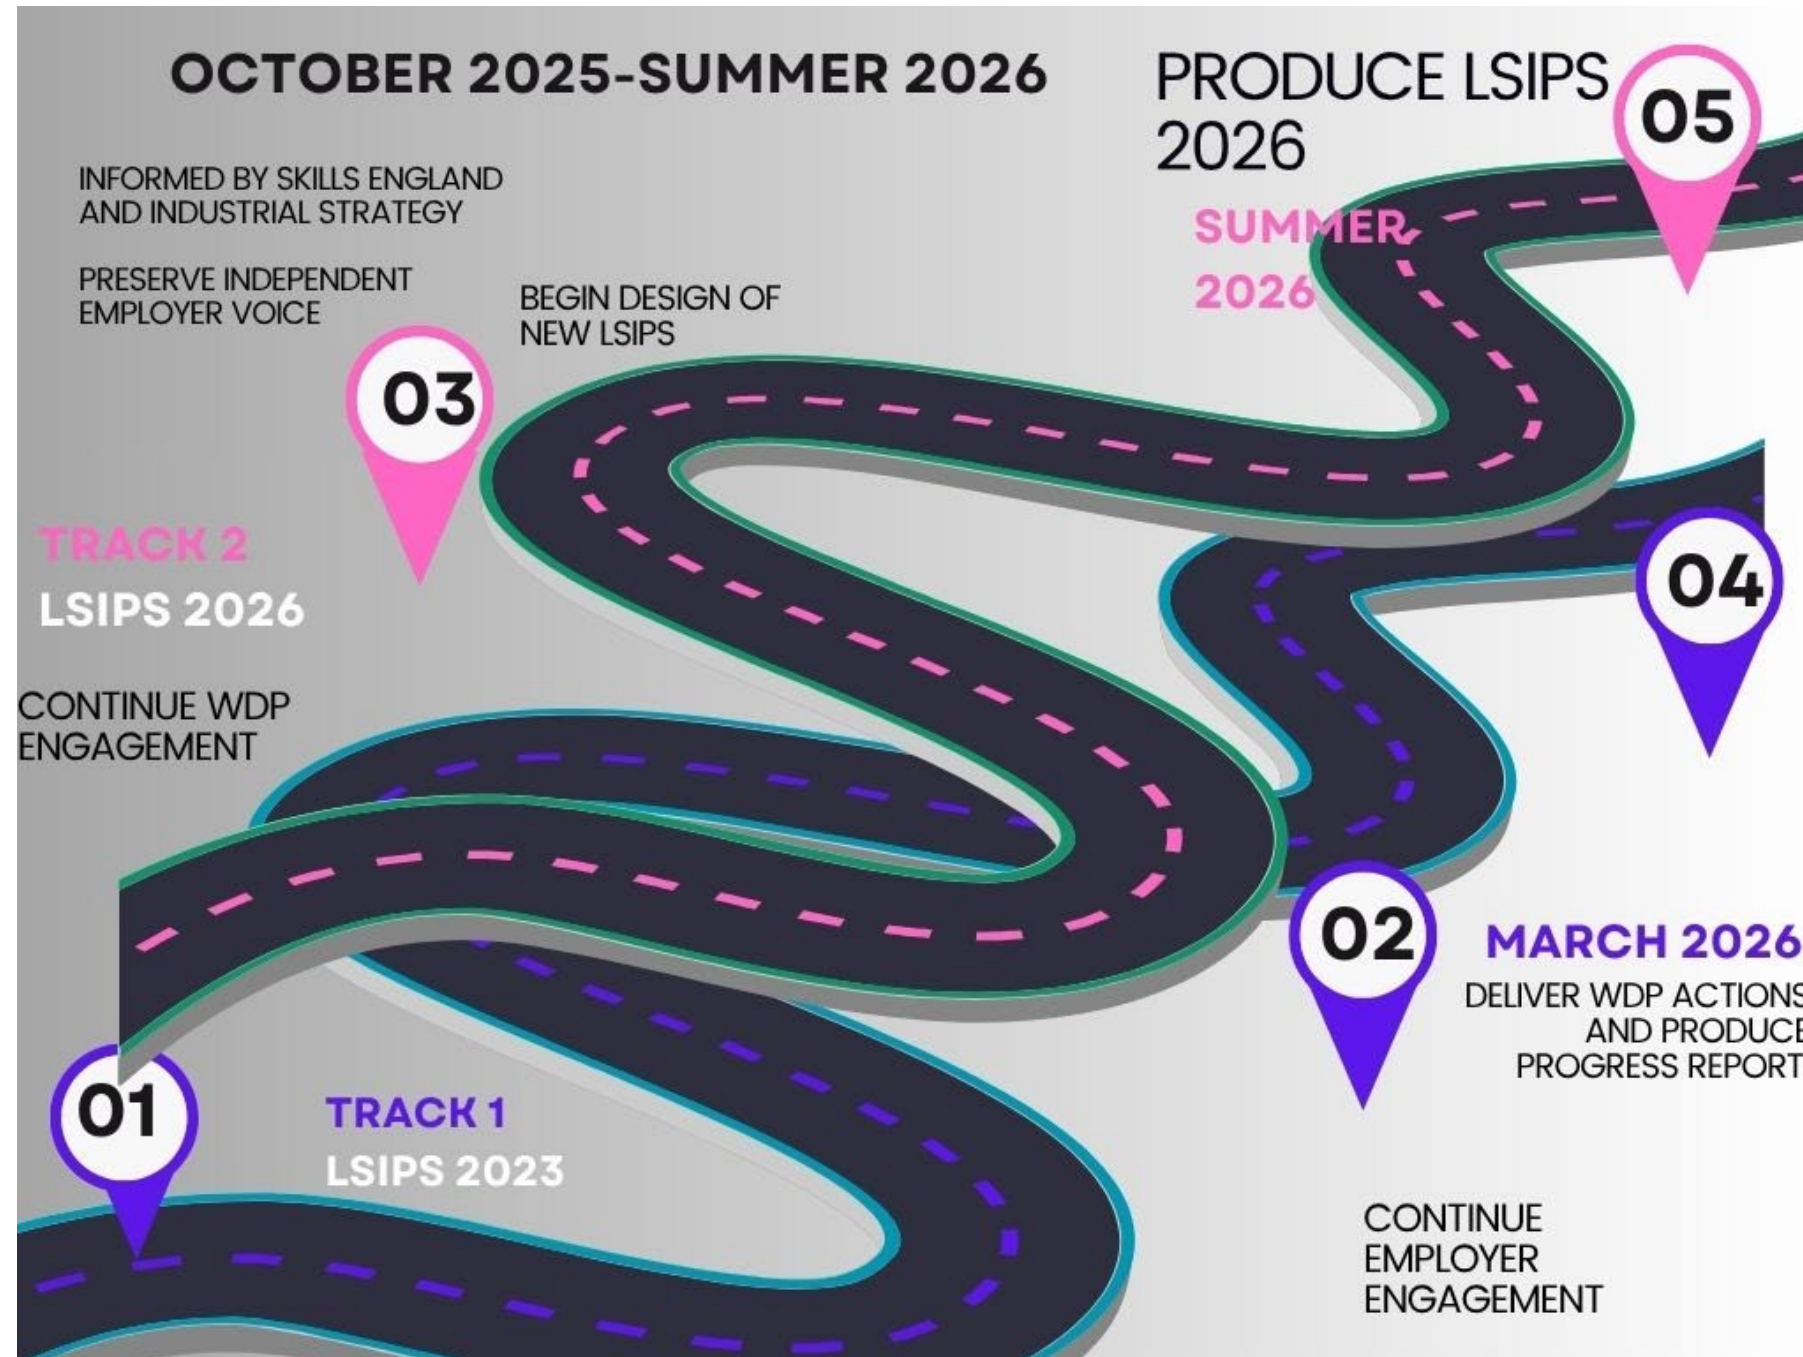 OCTOBER 2025-SUMMER 2026
PRODUCE LSIPS
2026
05
SUMMER
2026
INFORMED BY SKILLS ENGLAND
AND INDUSTRIAL STRATEGY
PRESERVE INDEPENDENT
EMPLOYER VOICE
BEGIN DESIGN OF
NEW LSIPS
03
TRACK 2
LSIPS 2026
04
CONTINUE WDP
ENGAGEMENT
02
MARCH 2026
DELIVER WDP ACTIONS
AND PRODUCE
PROGRESS REPORT
01
TRACK 1
LSIPS 2023
CONTINUE
EMPLOYER
ENGAGEMENT